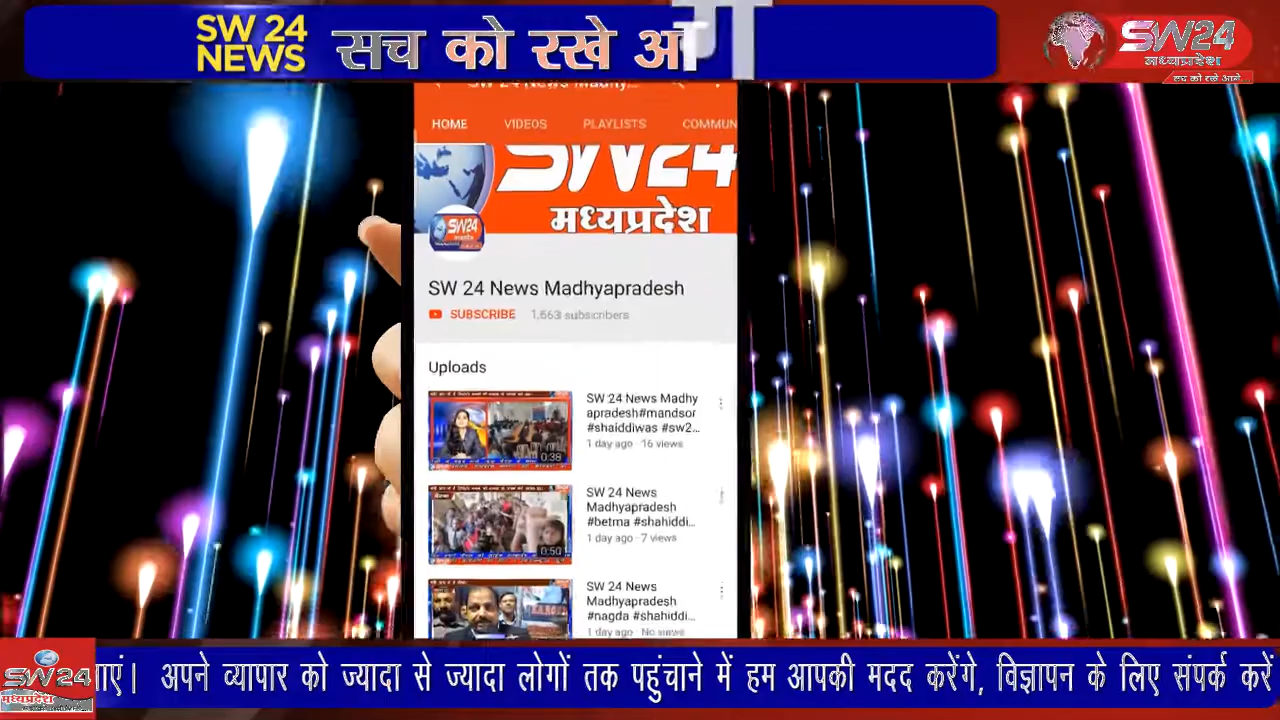 SW 24
NEWS
सच को रखे आ
SW24
मध्यप्रदेश
सच को रखे आगे...
HOME VIDEOS PLAYLISTS COMMUN
SW24
मध्यप्रदेश
SW24
SW 24 News Madhyapradesh
SUBSCRIBE 1,663 subscribers
Uploads
SW 24 News Madhy
apradesh#mandsor
#shaiddiwas #sw2...
1 day ago · 16 views
0:38
SW 24 News
Madhyapradesh
#betma #shahiddi...
1 day ago · 7 views
0:50
SW 24 News
Madhyapradesh
#nagda #shahiddi...
1 day ago · No views
SW24
मध्यप्रदेश
ाएं। अपने व्यापार को ज्यादा से ज्यादा लोगों तक पहुंचाने में हम आपकी मदद करेंगे, विज्ञापन के लिए संपर्क करें